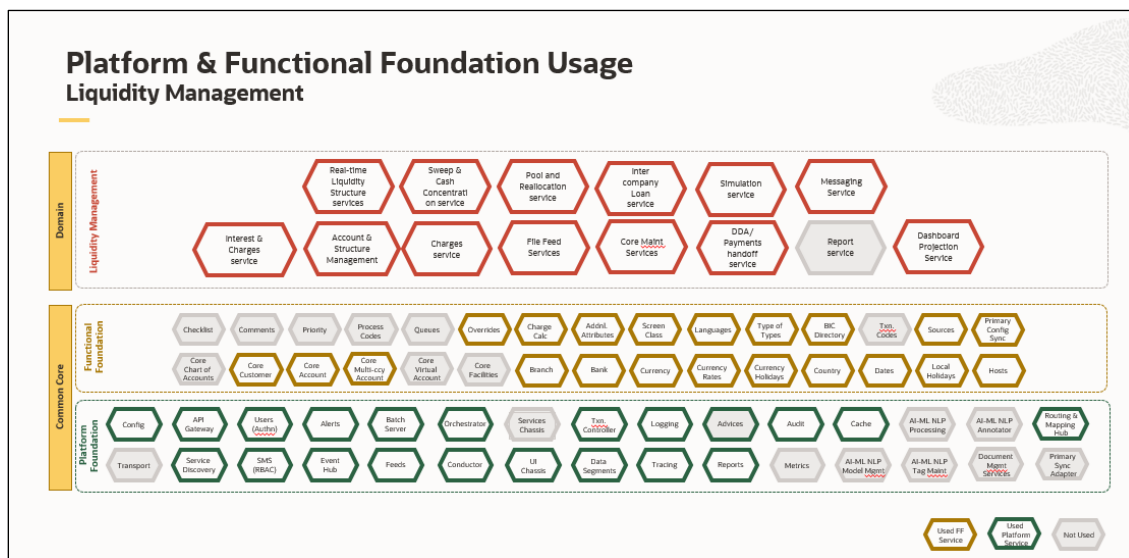 Platform & Functional Foundation Usage
Liquidity Management
Domain
Liquidity Management
Real-time
Liquidity
Structure
services
Sweep &
Cash
Concentrati
on service
Pool and
Reallocation
service
Inter
company
Loan
service
Simulation
service
Messaging
Service
Interest &
Charges
service
Account &
Structure
Management
Charges
service
File Feed
Services
Core Maint
Services
DDA/
Payments
handoff
service
Report
service
Dashboard
Projection
Service
Common Core
Functional
Foundation
Checklist
Comments
Priority
Process
Codes
Queues
Overrides
Charge
Calc
Addnl.
Attributes
Screen
Class
Languages
Type of
Types
BIC
Directory
Txn.
Codes
Sources
Primary
Config
Sync
Core
Chart of
Accounts
Core
Customer
Core
Account
Core
Multi-ccy
Account
Core
Virtual
Account
Core
Facilities
Branch
Bank
Currency
Currency
Rates
Currency
Holidays
Country
Dates
Local
Holidays
Hosts
Platform
Foundation
Config
API
Gateway
Users
(Authn)
Alerts
Batch
Server
Orchestrator
Services
Chassis
Txn.
Controller
Logging
Advices
Audit
Cache
AI-ML NLP
Processing
AI-ML NLP
Annotator
Routing &
Mapping
Hub
Transport
Service
Discovery
SMS
(RBAC)
Event
Hub
Feeds
Conductor
UI
Chassis
Data
Segments
Tracing
Reports
Metrics
AI-ML NLP
Model Mgmt
AI-ML NLP
Tag Maint
Document
Mgmt
Services
Primary
Sync
Adapter
Used FF
Service
Used
Platform
Service
Not Used